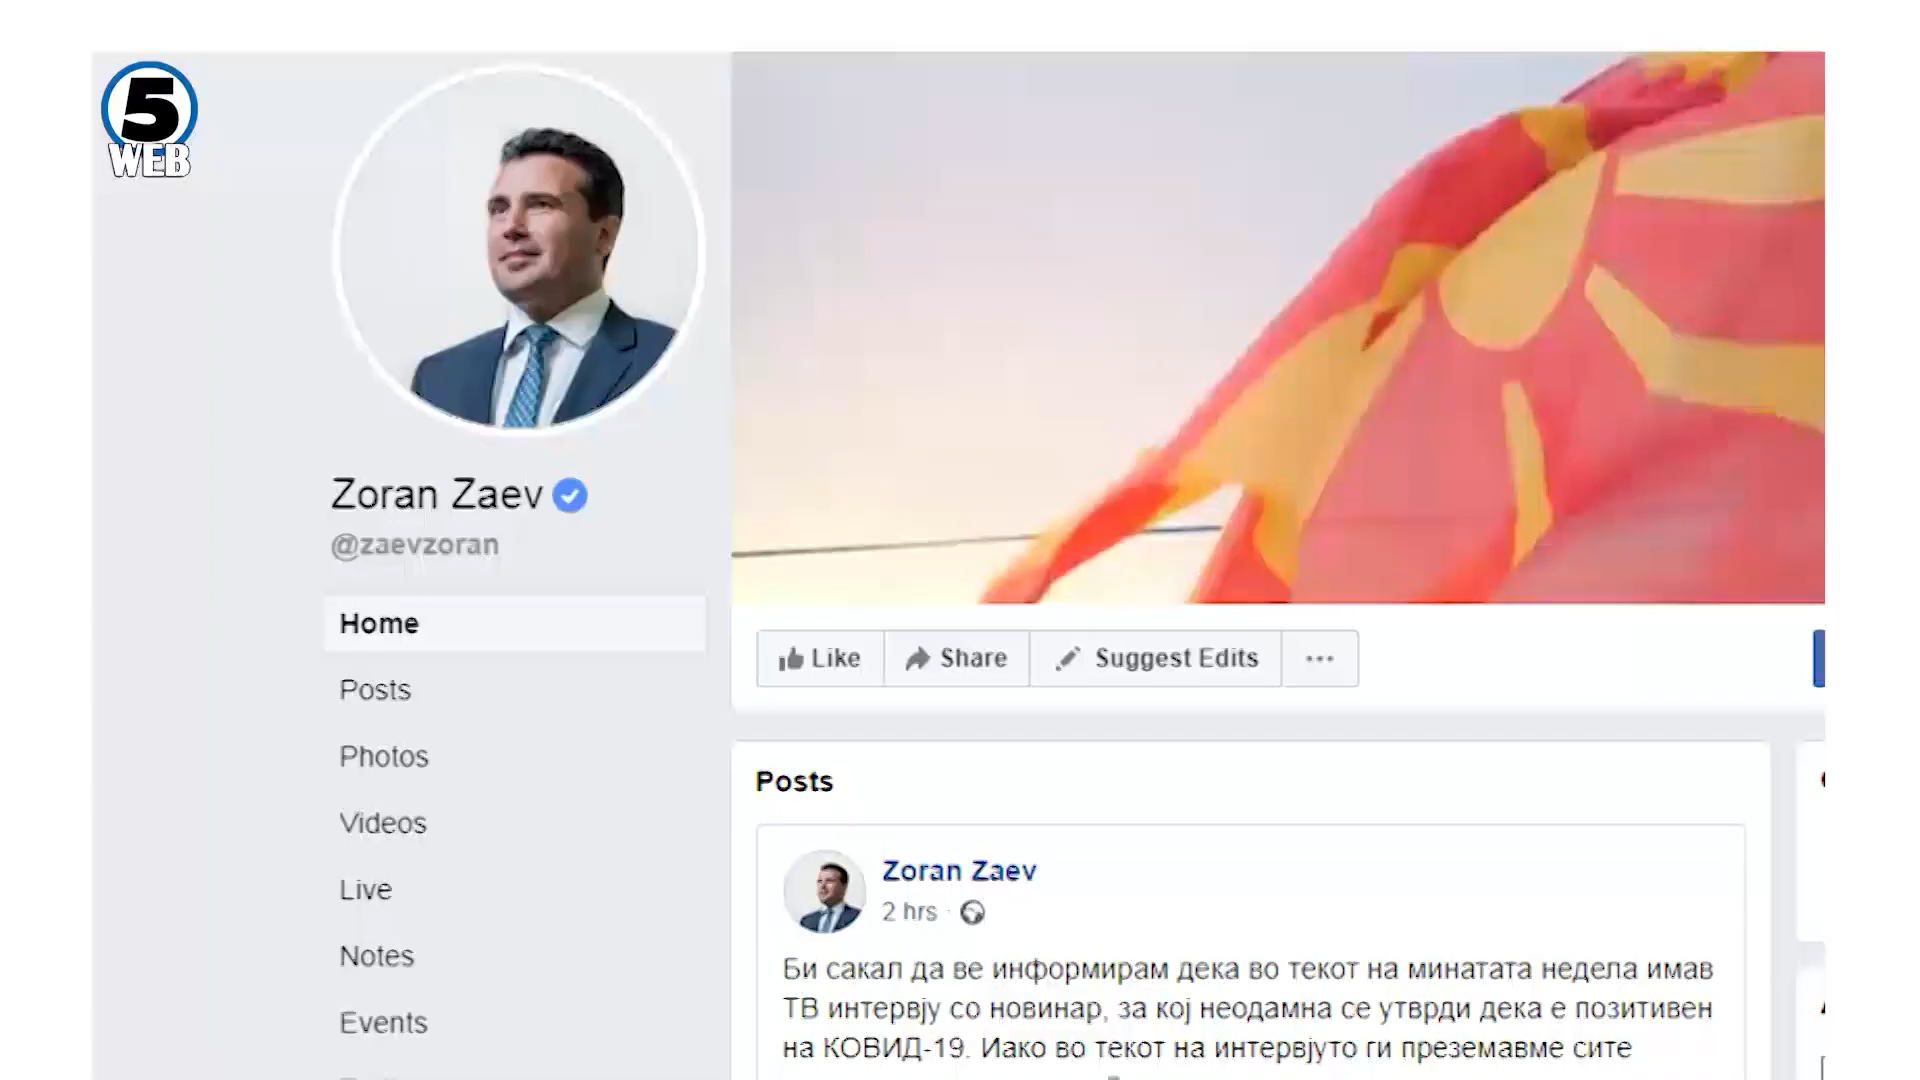 5
WEB
Zoran Zaev
@zaevzoran
Home
Posts
Photos
Videos
Live
Notes
Events
Like
Share
Suggest Edits
Posts
Zoran Zaev
2 hrs ·
Би сакал да ве информирам дека во текот на минатата недела имав
ТВ интервју со новинар, за кој неодамна се утврди дека е позитивен
на КОВИД-19. Иако во текот на интервјуто ги преземавме сите